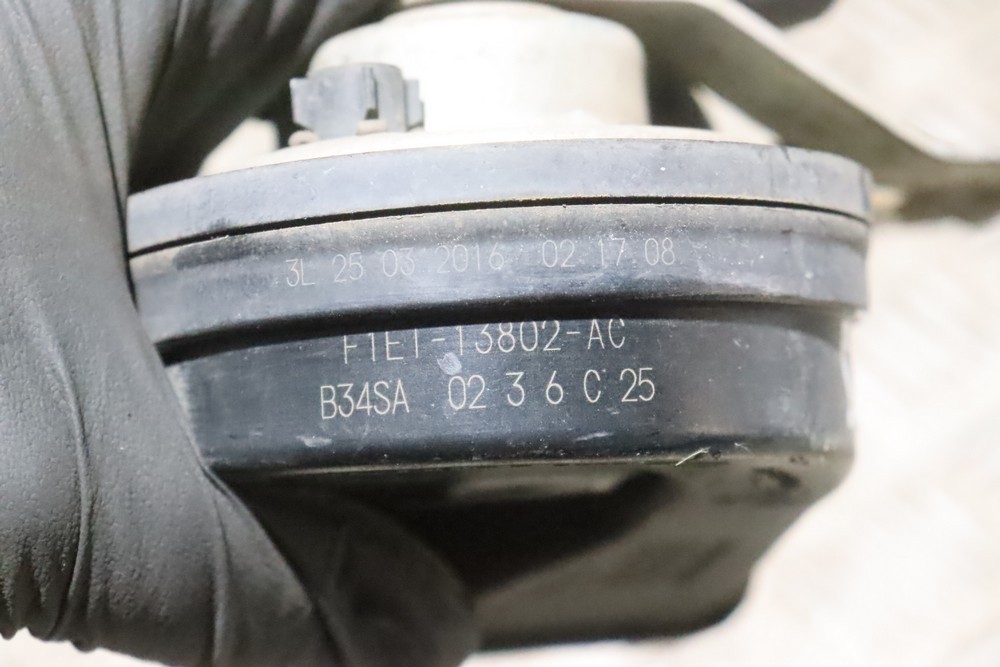 3L 25 03 2016 02 17 08
F1ET-13802-AC
B34SA 02 3 6 C 25